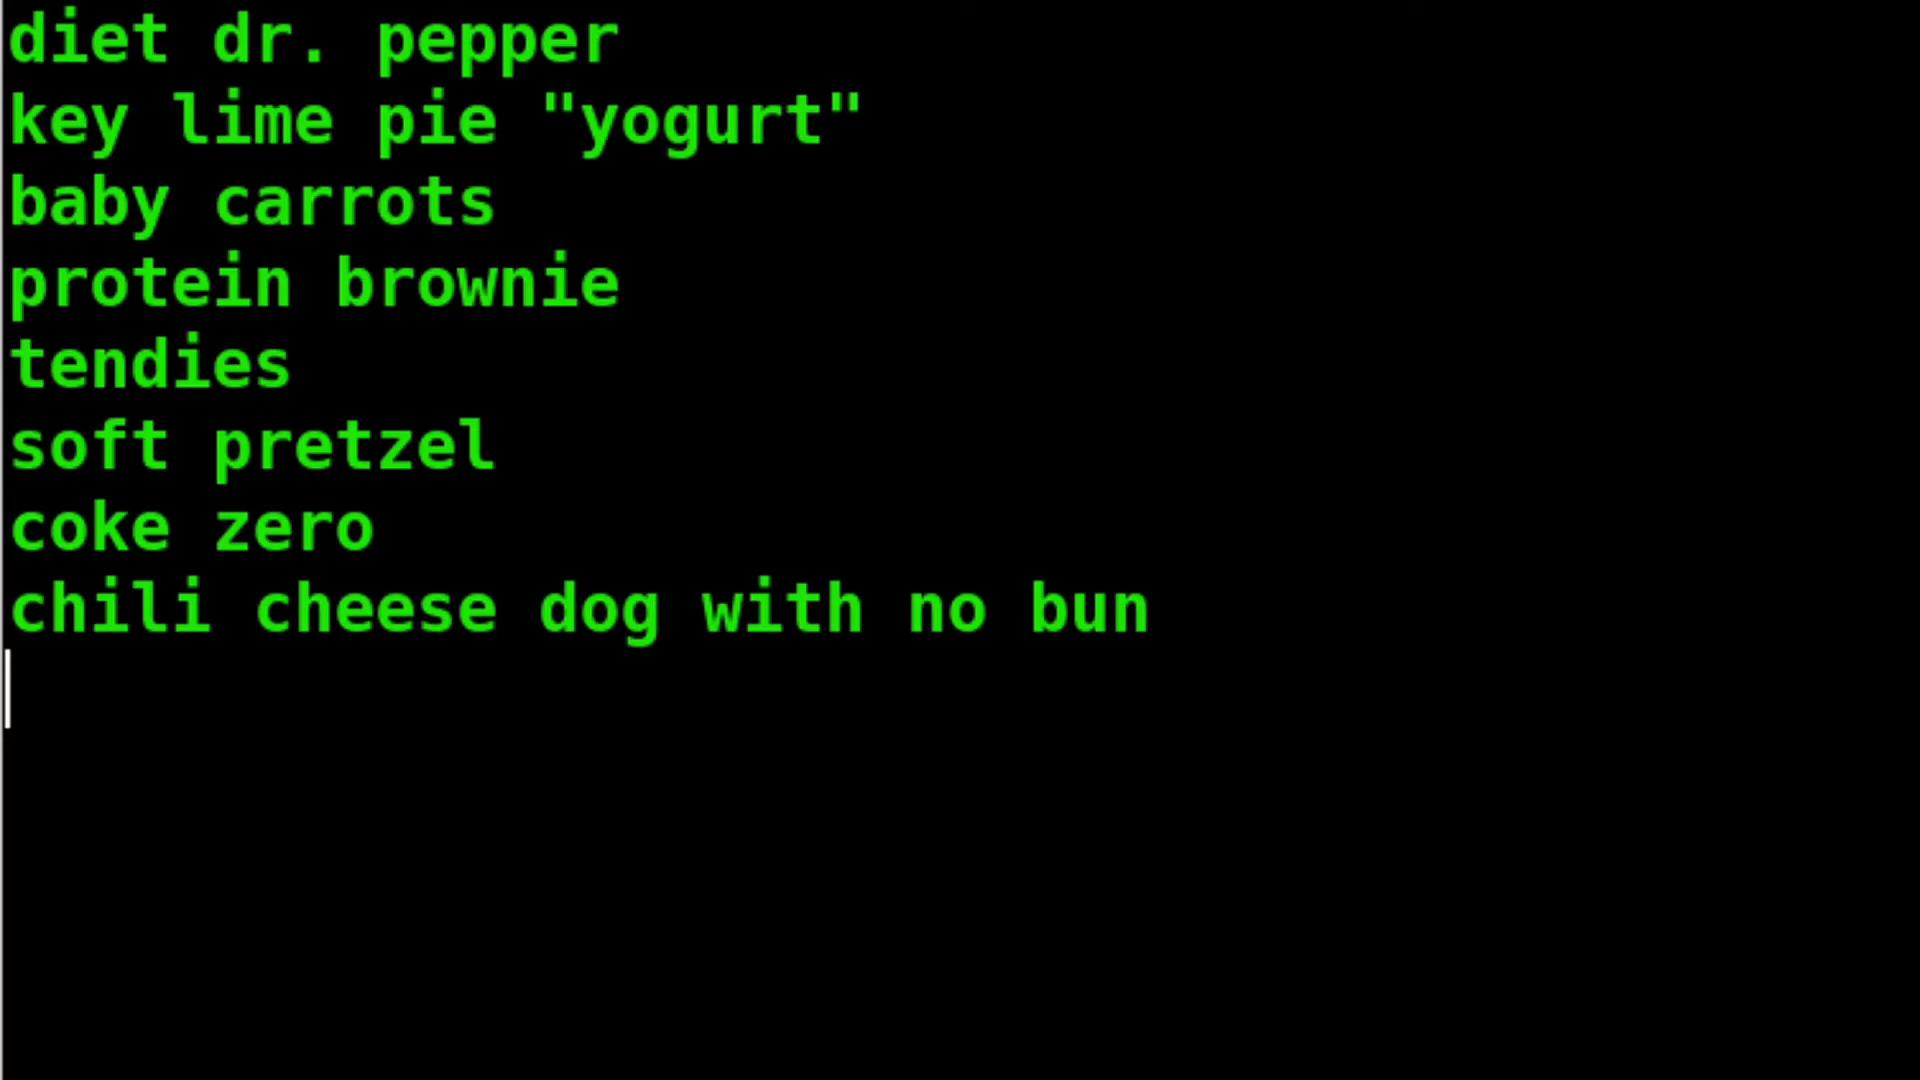 diet dr. pepper
key lime pie "yogurt"
baby carrots
protein brownie
tendies
soft pretzel
coke zero
chili cheese dog with no bun